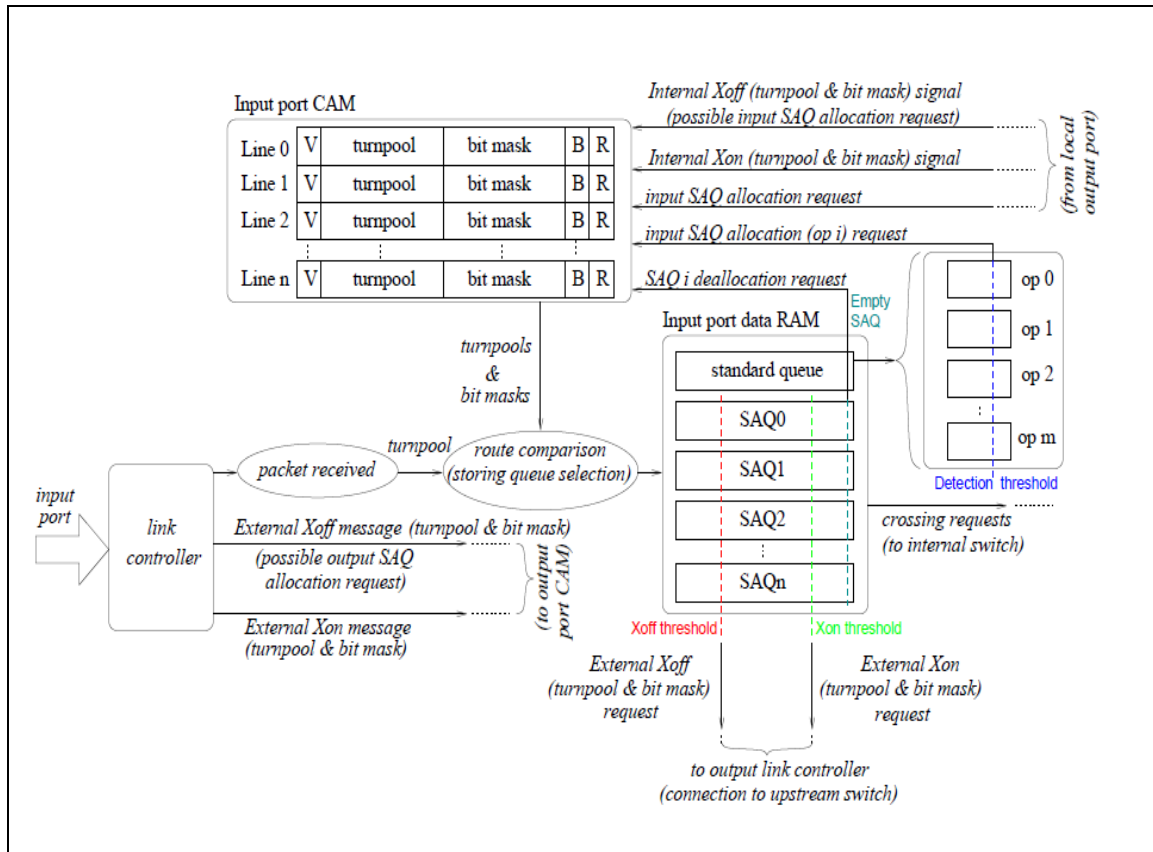 Input port CAM
Line 0 V turnpool bit mask B R
Line 1 V turnpool bit mask B R
Line 2 V turnpool bit mask B R
Line n V turnpool bit mask B R
Internal Xoff (turnpool & bit mask) signal
(possible input SAQ allocation request)
Internal Xon (turnpool & bit mask) signal
input SAQ allocation request
(from local
output port)
input SAQ allocation (op i) request
SAQ i deallocation request
Empty
SAQ
op 0
op 1
op 2
op m
Detection threshold
turnpools
&
bit masks
Input port data RAM
standard queue
SAQ0
SAQ1
SAQ2
SAQn
input
port
link
controller
packet received
turnpool
route comparison
(storing queue selection)
External Xoff message (turnpool & bit mask)
(possible output SAQ
allocation request)
External Xon message
(turnpool & bit mask)
(to output
port CAM)
crossing requests
(to internal switch)
Xoff threshold
Xon threshold
External Xoff
(turnpool & bit mask)
request
External Xon
(turnpool & bit mask)
request
to output link controller
(connection to upstream switch)